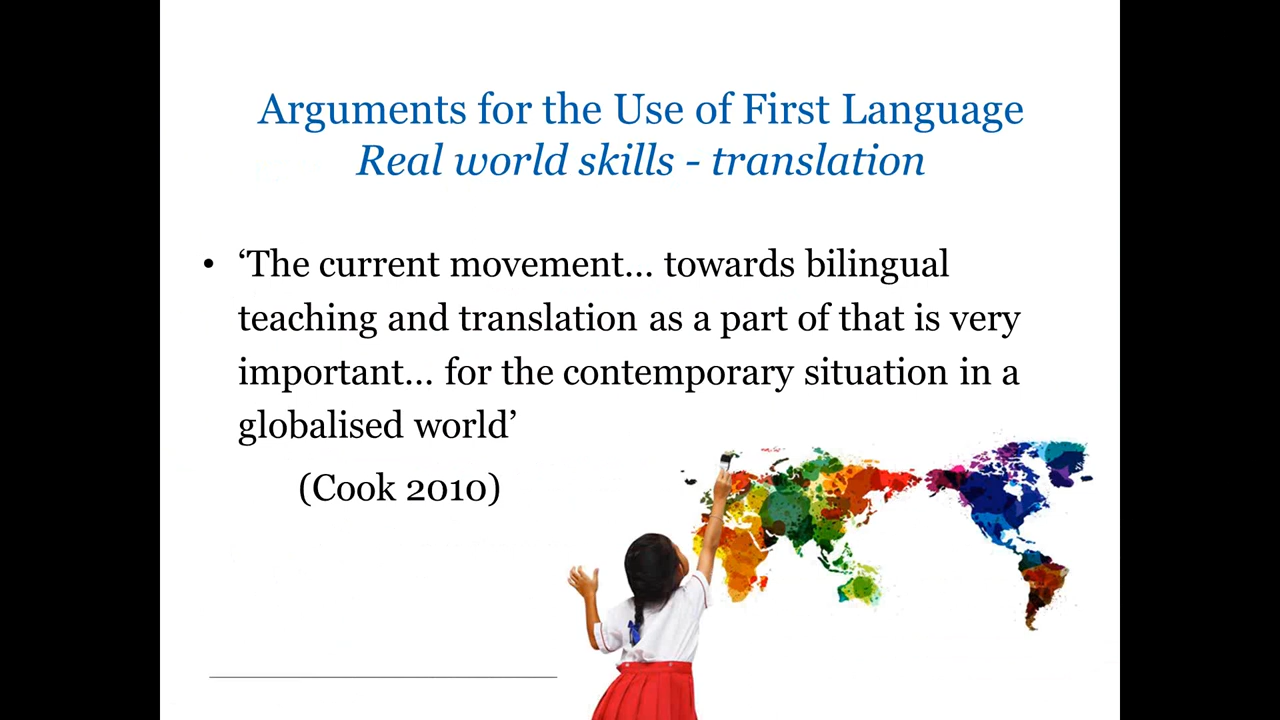 Arguments for the Use of First Language
Real world skills - translation
• ‘The current movement... towards bilingual
teaching and translation as a part of that is very
important... for the contemporary situation in a
globalised world’
(Cook 2010)